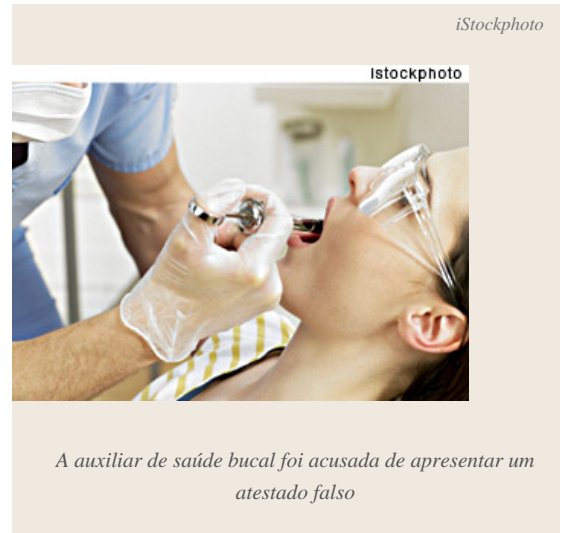 iStockphoto
istockphoto
A auxiliar de saúde bucal foi acusada de apresentar um
atestado falso